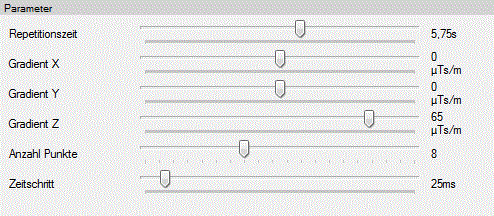 Parameter
Repetitionszeit 5,75s
Gradient X 0
µTs/m
Gradient Y 0
µTs/m
Gradient Z 65
µTs/m
Anzahl Punkte 8
Zeitschritt 25ms